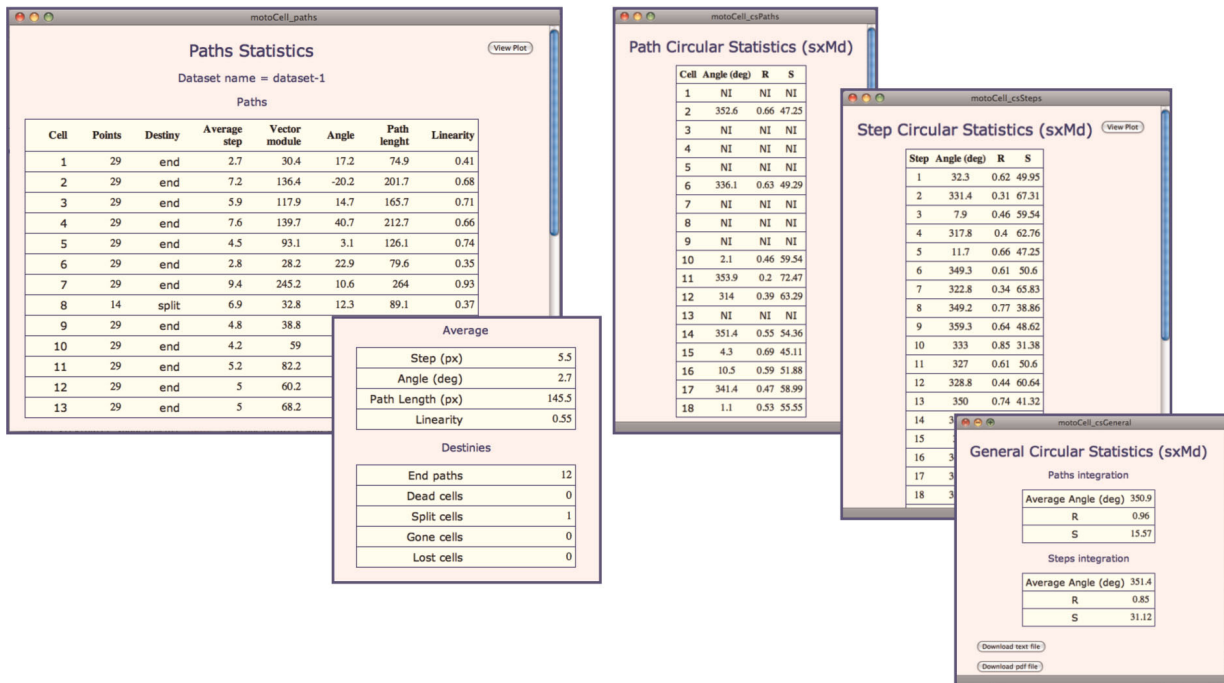 motoCell_paths
Paths Statistics
View Plot
Dataset name = dataset-1
Paths
Cell Points Destiny Average step Vector module Angle Path lenght Linearity
1 29 end 2.7 30.4 17.2 74.9 0.41
2 29 end 7.2 136.4 -20.2 201.7 0.68
3 29 end 5.9 117.9 14.7 165.7 0.71
4 29 end 7.6 139.7 40.7 212.7 0.66
5 29 end 4.5 93.1 3.1 126.1 0.74
6 29 end 2.8 28.2 22.9 79.6 0.35
7 29 end 9.4 245.2 10.6 264 0.93
8 14 split 6.9 32.8 12.3 89.1 0.37
9 29 end 4.8 38.8
10 29 end 4.2 59
11 29 end 5.2 82.2
12 29 end 5 60.2
13 29 end 5 68.2
Average
Step (px) 5.5
Angle (deg) 2.7
Path Length (px) 145.5
Linearity 0.55
Destinies
End paths 12
Dead cells 0
Split cells 1
Gone cells 0
Lost cells 0
motoCell_csPaths
Path Circular Statistics (sxMd)
Cell Angle (deg) R S
1 NI NI NI
2 352.6 0.66 47.25
3 NI NI NI
4 NI NI NI
5 NI NI NI
6 336.1 0.63 49.29
7 NI NI NI
8 NI NI NI
9 NI NI NI
10 2.1 0.46 59.54
11 353.9 0.2 72.47
12 314 0.39 63.29
13 NI NI NI
14 351.4 0.55 54.36
15 4.3 0.69 45.11
16 10.5 0.59 51.88
17 341.4 0.47 58.99
18 1.1 0.53 55.55
motoCell_csSteps
Step Circular Statistics (sxMd)
View Plot
Step Angle (deg) R S
1 32.3 0.62 49.95
2 331.4 0.31 67.31
3 7.9 0.46 59.54
4 317.8 0.4 62.76
5 11.7 0.66 47.25
6 349.3 0.61 50.6
7 322.8 0.34 65.83
8 349.2 0.77 38.86
9 359.3 0.64 48.62
10 333 0.85 31.38
11 327 0.61 50.6
12 328.8 0.44 60.64
13 350 0.74 41.32
14 3
15
16 3
17 3
18 3
motoCell_csGeneral
General Circular Statistics (sxMd)
Paths integration
Average Angle (deg) 350.9
R 0.96
S 15.57
Steps integration
Average Angle (deg) 351.4
R 0.85
S 31.12
Download text file
Download pdf file